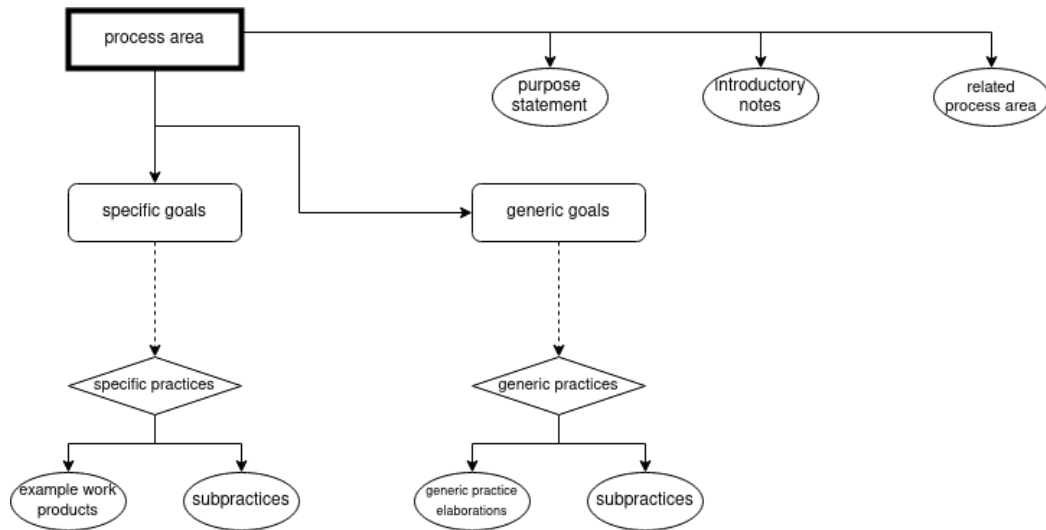 process area
purpose
statement
introductory
notes
related
process area
specific goals
generic goals
specific practices
generic practices
example work
products
subpractices
generic practice
elaborations
subpractices